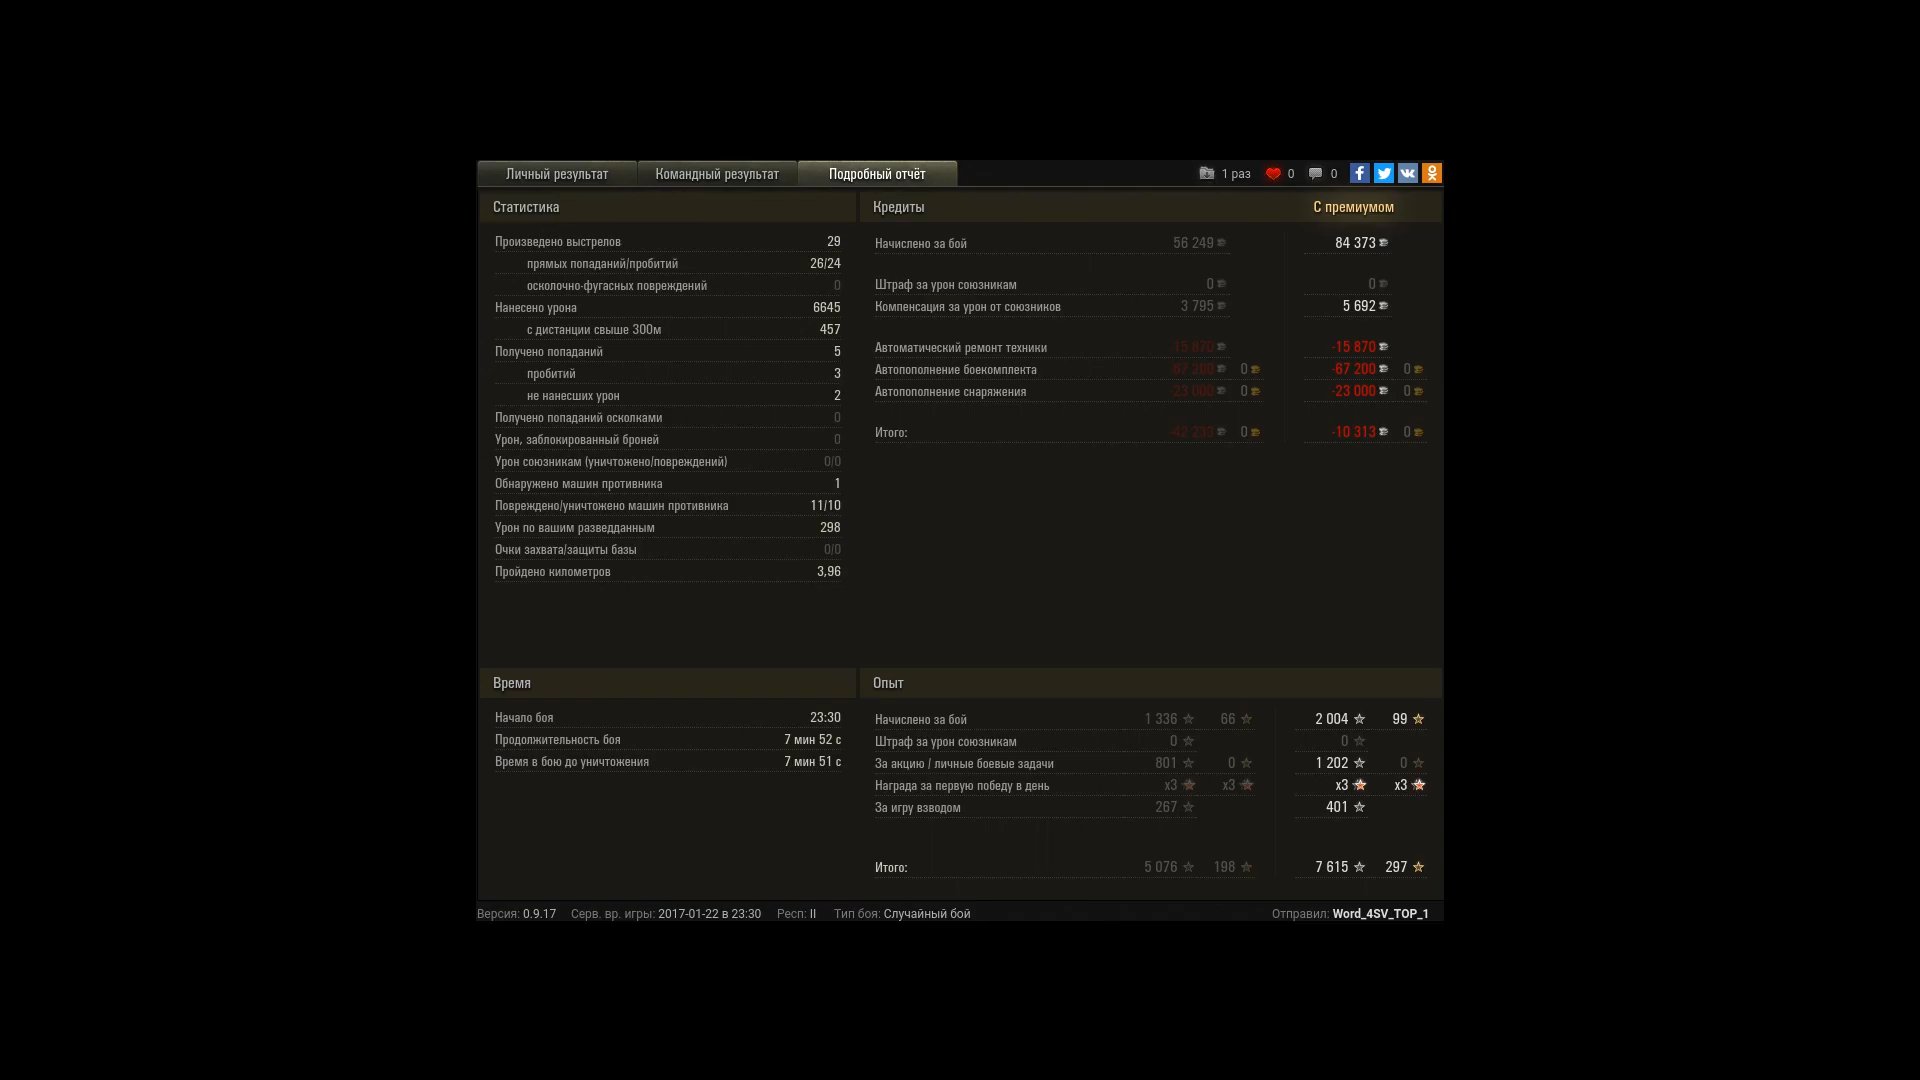 Личный результат Командный результат Подробный отчёт 1 раз 0 0
Статистика
Произведено выстрелов 29
прямых попаданий/пробитий 26/24
осколочно-фугасных повреждений 0
Нанесено урона 6645
с дистанции свыше 300м 457
Получено попаданий 5
пробитий 3
не нанесших урон 2
Получено попаданий осколками 0
Урон, заблокированный броней 0
Урон союзникам (уничтожено/повреждений) 0/0
Обнаружено машин противника 1
Повреждено/уничтожено машин противника 11/10
Урон по вашим разведданным 298
Очки захвата/защиты базы 0/0
Пройдено километров 3,96
Кредиты С премиумом
Начислено за бой 56 249 84 373
Штраф за урон союзникам 0 0
Компенсация за урон от союзников 3 795 5 692
Автоматический ремонт техники -15 870 -15 870
Автопополнение боекомплекта -67 200 0 -67 200 0
Автопополнение снаряжения -23 000 0 -23 000 0
Итого: -42 233 0 -10 313 0
Время
Начало боя 23:30
Продолжительность боя 7 мин 52 с
Время в бою до уничтожения 7 мин 51 с
Опыт
Начислено за бой 1 336 66 2 004 99
Штраф за урон союзникам 0 0
За акцию / личные боевые задачи 801 0 1 202 0
Награда за первую победу в день x3 x3 x3 x3
За игру взводом 267 401
Итого: 5 076 198 7 615 297
Версия: 0.9.17 Серв. вр. игры: 2017-01-22 в 23:30 Респ: II Тип боя: Случайный бой Отправил: Word_4SV_TOP_1